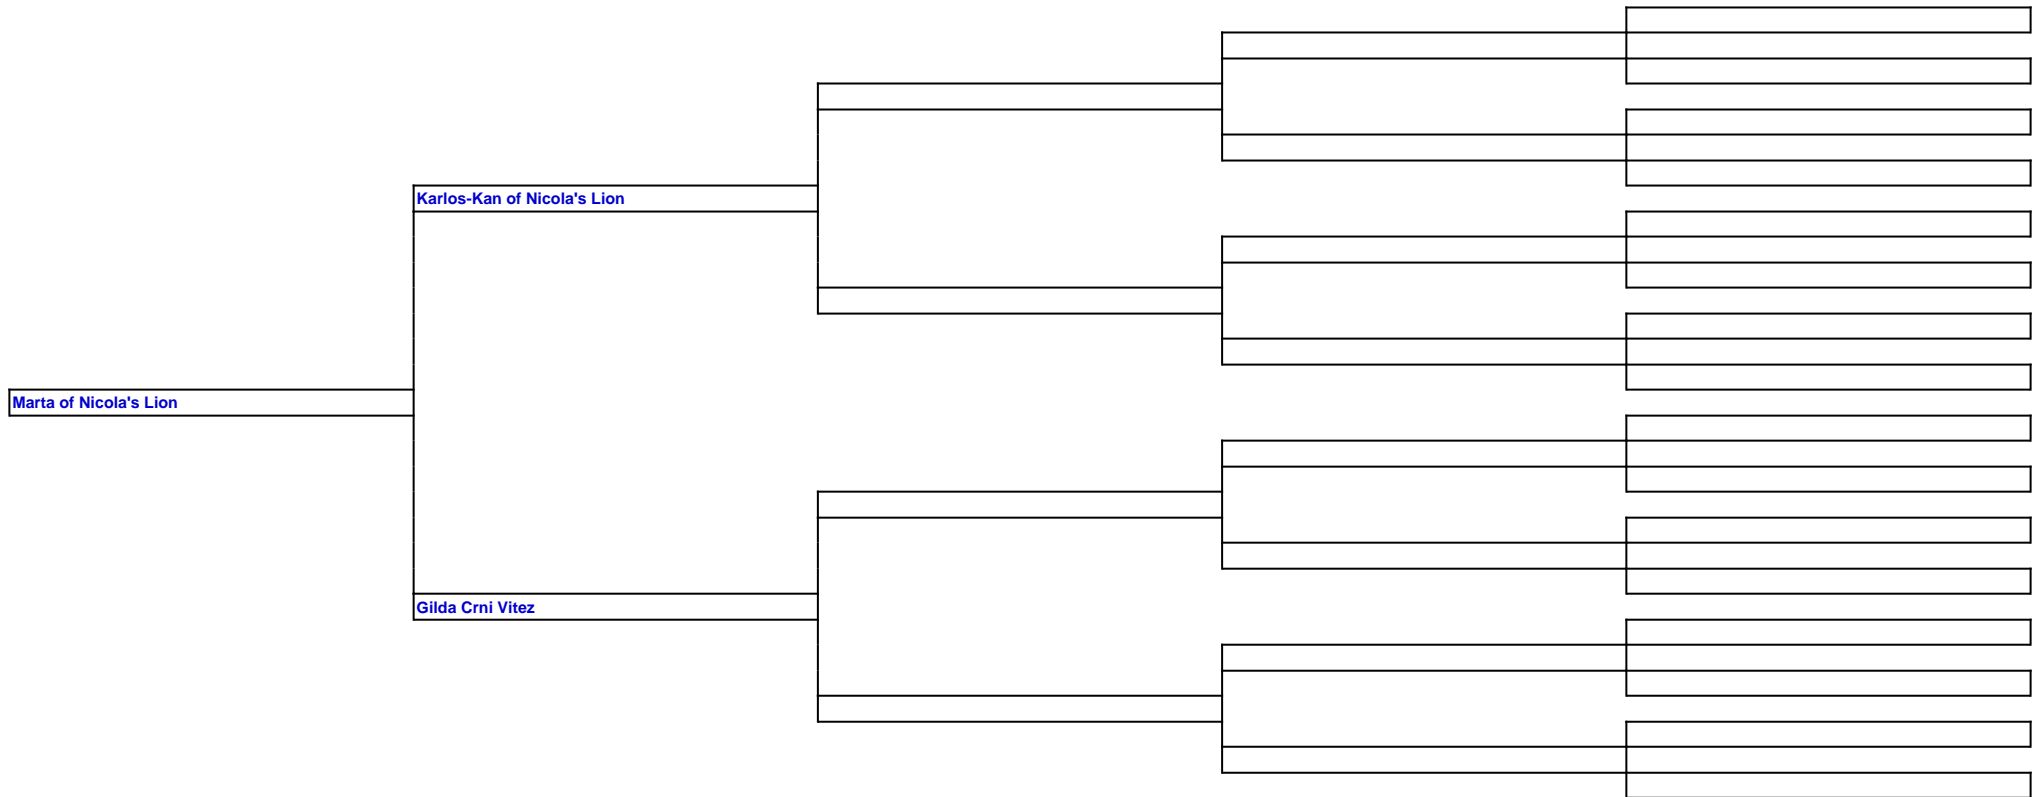 Karlos-Kan of Nicola's Lion
Marta of Nicola's Lion
Gilda Crni Vitez